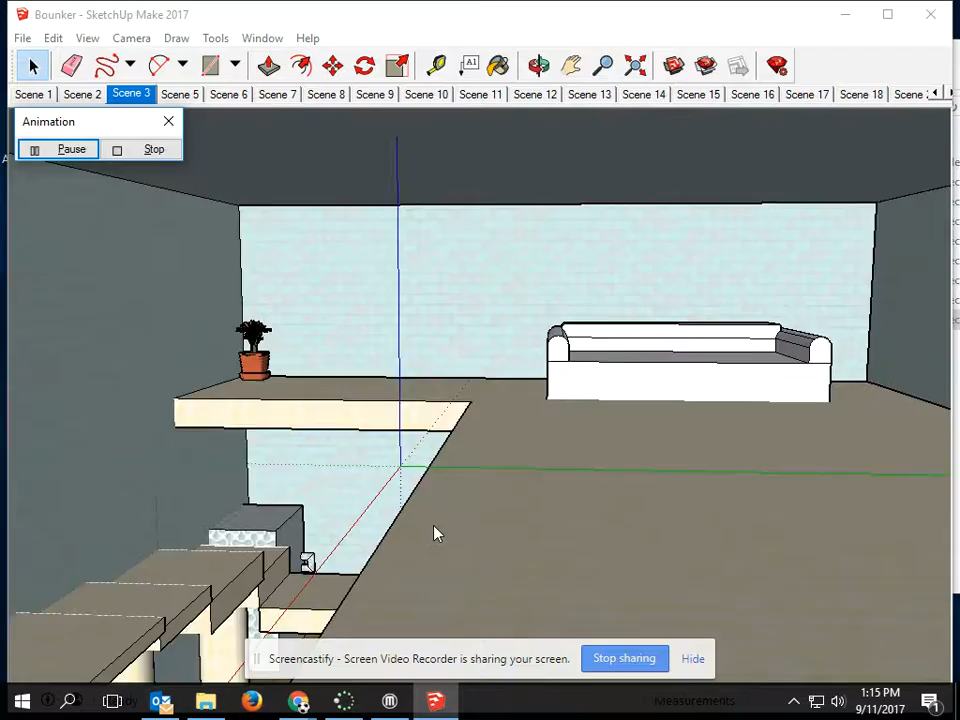 Bounker - SketchUp Make 2017
File Edit View Camera Draw Tools Window Help
A1
Scene 1 Scene 2 Scene 3 Scene 5 Scene 6 Scene 7 Scene 8 Scene 9 Scene 10 Scene 11 Scene 12 Scene 13 Scene 14 Scene 15 Scene 16 Scene 17 Scene 18 Scene
Animation
Pause Stop
Screencastify - Screen Video Recorder is sharing your screen. Stop sharing Hide
Measurements
1:15 PM
9/11/2017
1